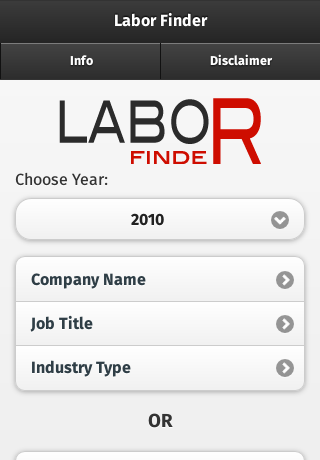 Labor Finder
Info
Disclaimer
LABOR
FINDER
Choose Year:
2010
Company Name
Job Title
Industry Type
OR